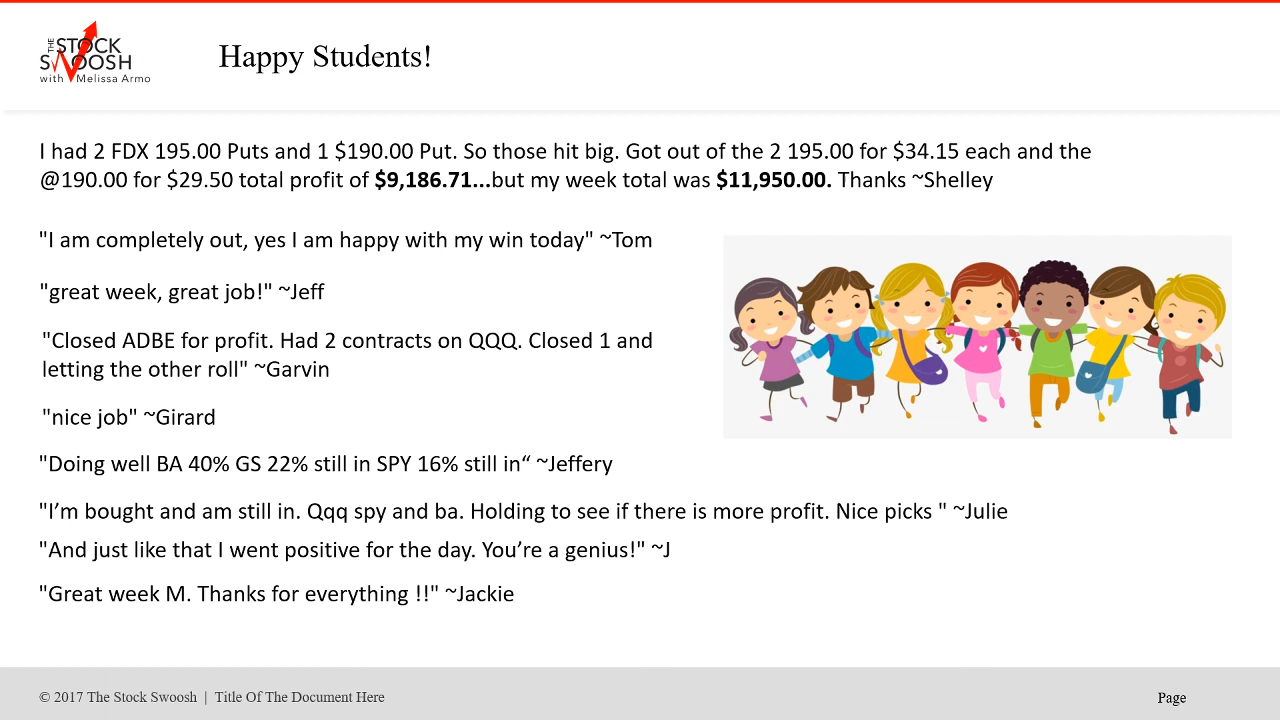 THE
STOCK
SWOOSH
with Melissa Armo
Happy Students!
I had 2 FDX 195.00 Puts and 1 $190.00 Put. So those hit big. Got out of the 2 195.00 for $34.15 each and the
@190.00 for $29.50 total profit of $9,186.71...but my week total was $11,950.00. Thanks ~Shelley
"I am completely out, yes I am happy with my win today" ~Tom
"great week, great job!" ~Jeff
"Closed ADBE for profit. Had 2 contracts on QQQ. Closed 1 and
letting the other roll" ~Garvin
"nice job" ~Girard
"Doing well BA 40% GS 22% still in SPY 16% still in“ ~Jeffery
"I’m bought and am still in. Qqq spy and ba. Holding to see if there is more profit. Nice picks " ~Julie
"And just like that I went positive for the day. You’re a genius!" ~J
"Great week M. Thanks for everything !!" ~Jackie
© 2017 The Stock Swoosh | Title Of The Document Here
Page